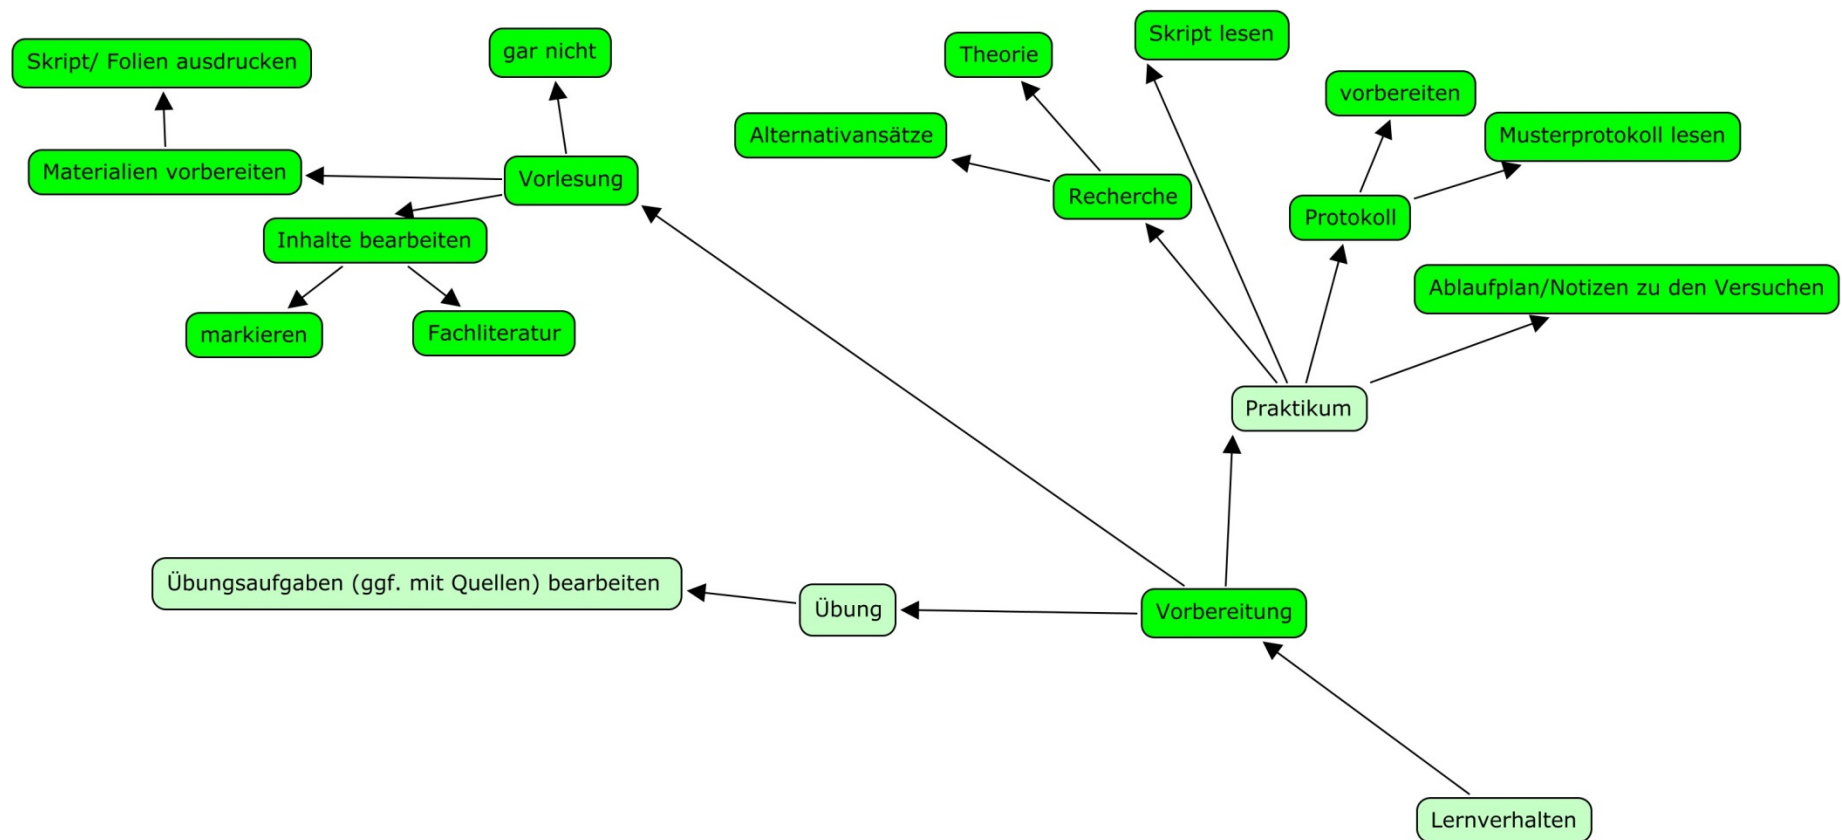 Skript lesen
gar nicht
Theorie
Skript/ Folien ausdrucken
vorbereiten
Alternativansätze
Musterprotokoll lesen
Materialien vorbereiten
Vorlesung
Recherche
Protokoll
Inhalte bearbeiten
Ablaufplan/Notizen zu den Versuchen
markieren
Fachliteratur
Praktikum
Übungsaufgaben (ggf. mit Quellen) bearbeiten
Übung
Vorbereitung
Lernverhalten